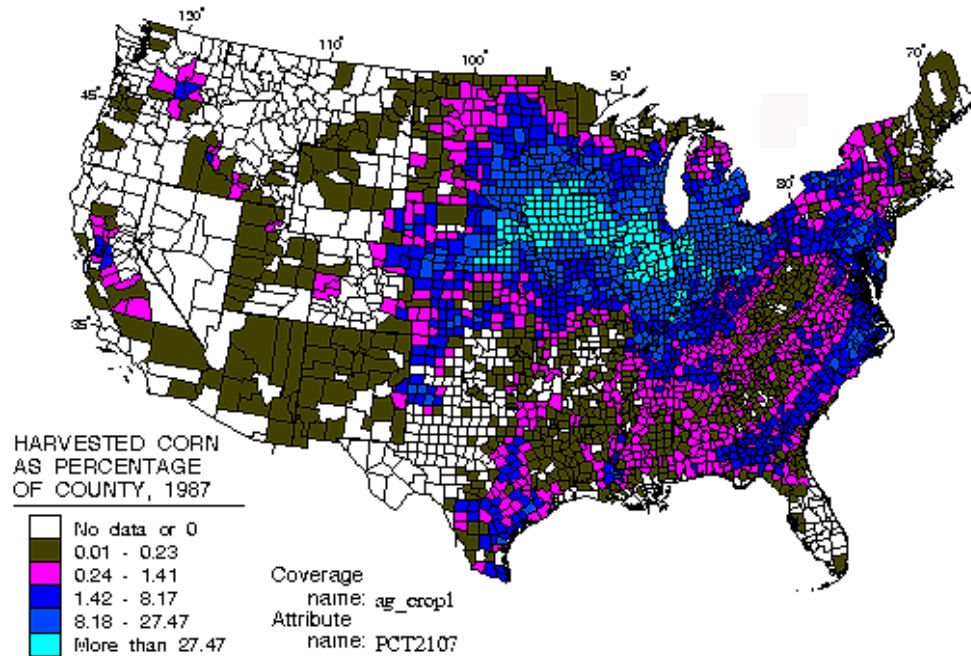 120°
110°
100°
90°
70°
45°
80°
35°
HARVESTED CORN
AS PERCENTAGE
OF COUNTY, 1987
No data or 0
0.01 - 0.23
0.24 - 1.41
1.42 - 8.17
8.18 - 27.47
More than 27.47
Coverage
name: ag_crop1
Attribute
name: PCT2107